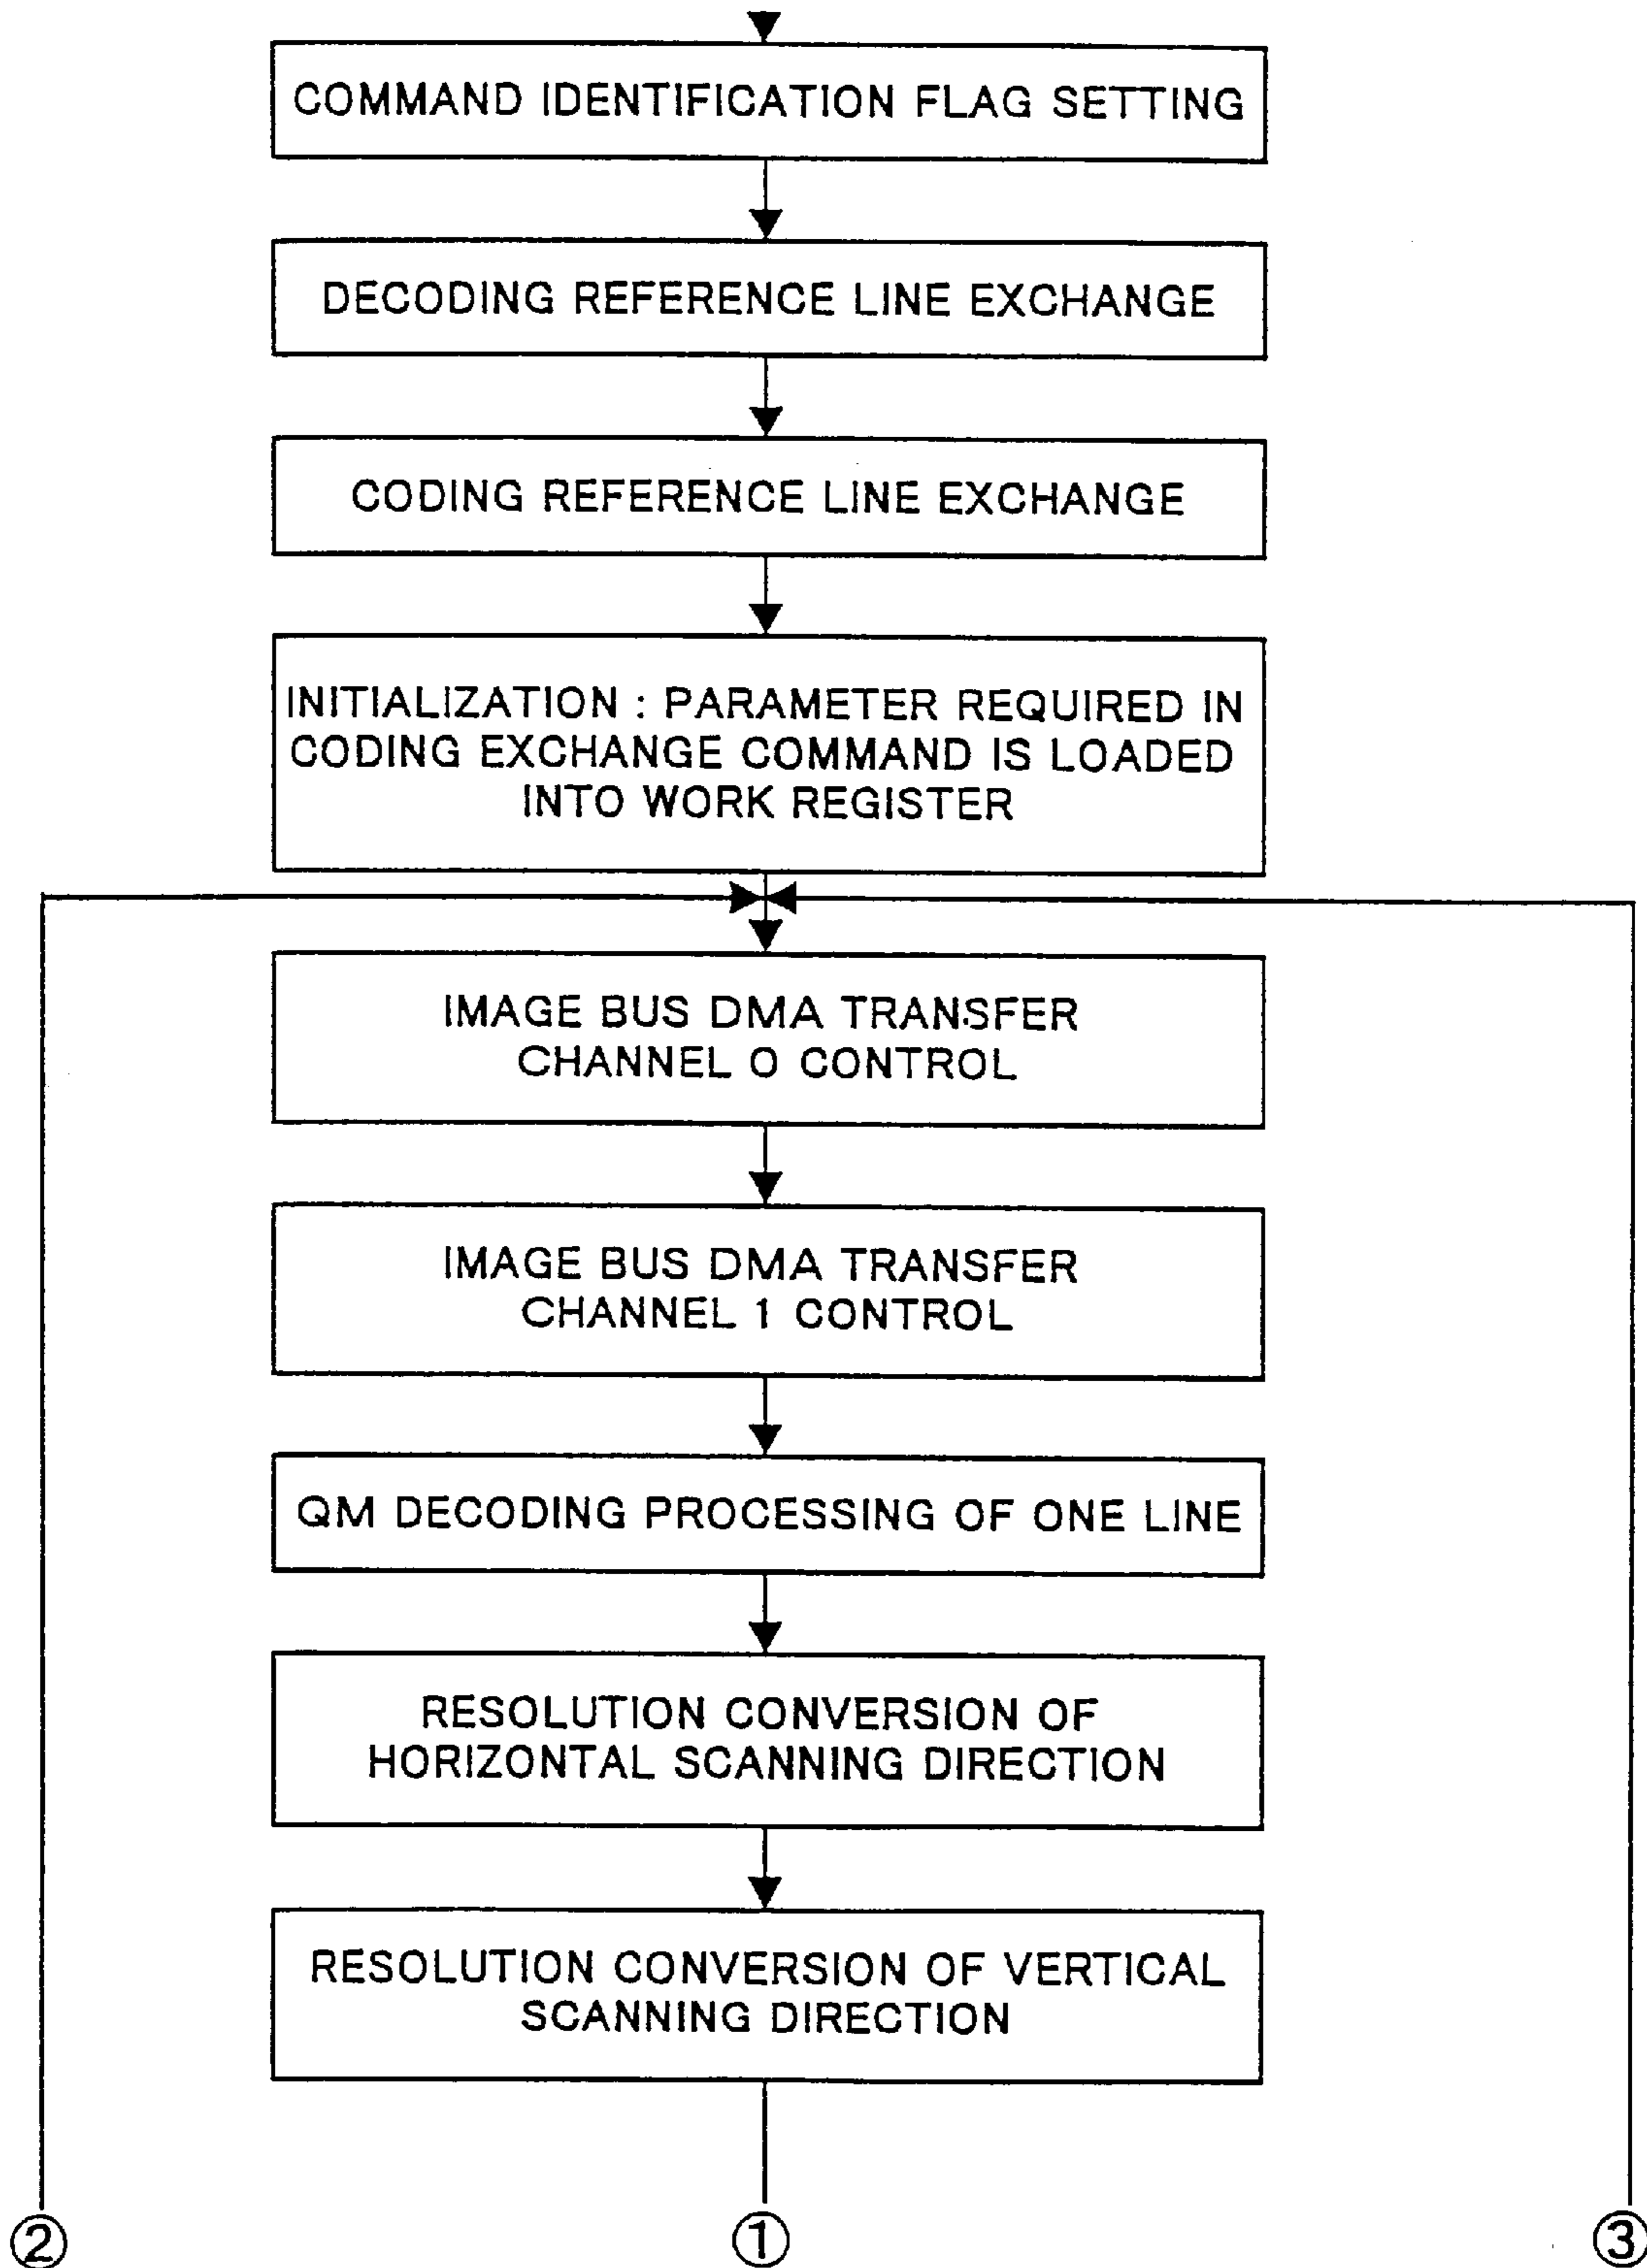 COMMAND IDENTIFICATION FLAG SETTING
DECODING REFERENCE LINE EXCHANGE
CODING REFERENCE LINE EXCHANGE
INITIALIZATION : PARAMETER REQUIRED IN
CODING EXCHANGE COMMAND IS LOADED
INTO WORK REGISTER
IMAGE BUS DMA TRANSFER
CHANNEL 0 CONTROL
IMAGE BUS DMA TRANSFER
CHANNEL 1 CONTROL
QM DECODING PROCESSING OF ONE LINE
RESOLUTION CONVERSION OF
HORIZONTAL SCANNING DIRECTION
RESOLUTION CONVERSION OF VERTICAL
SCANNING DIRECTION
② ① ③